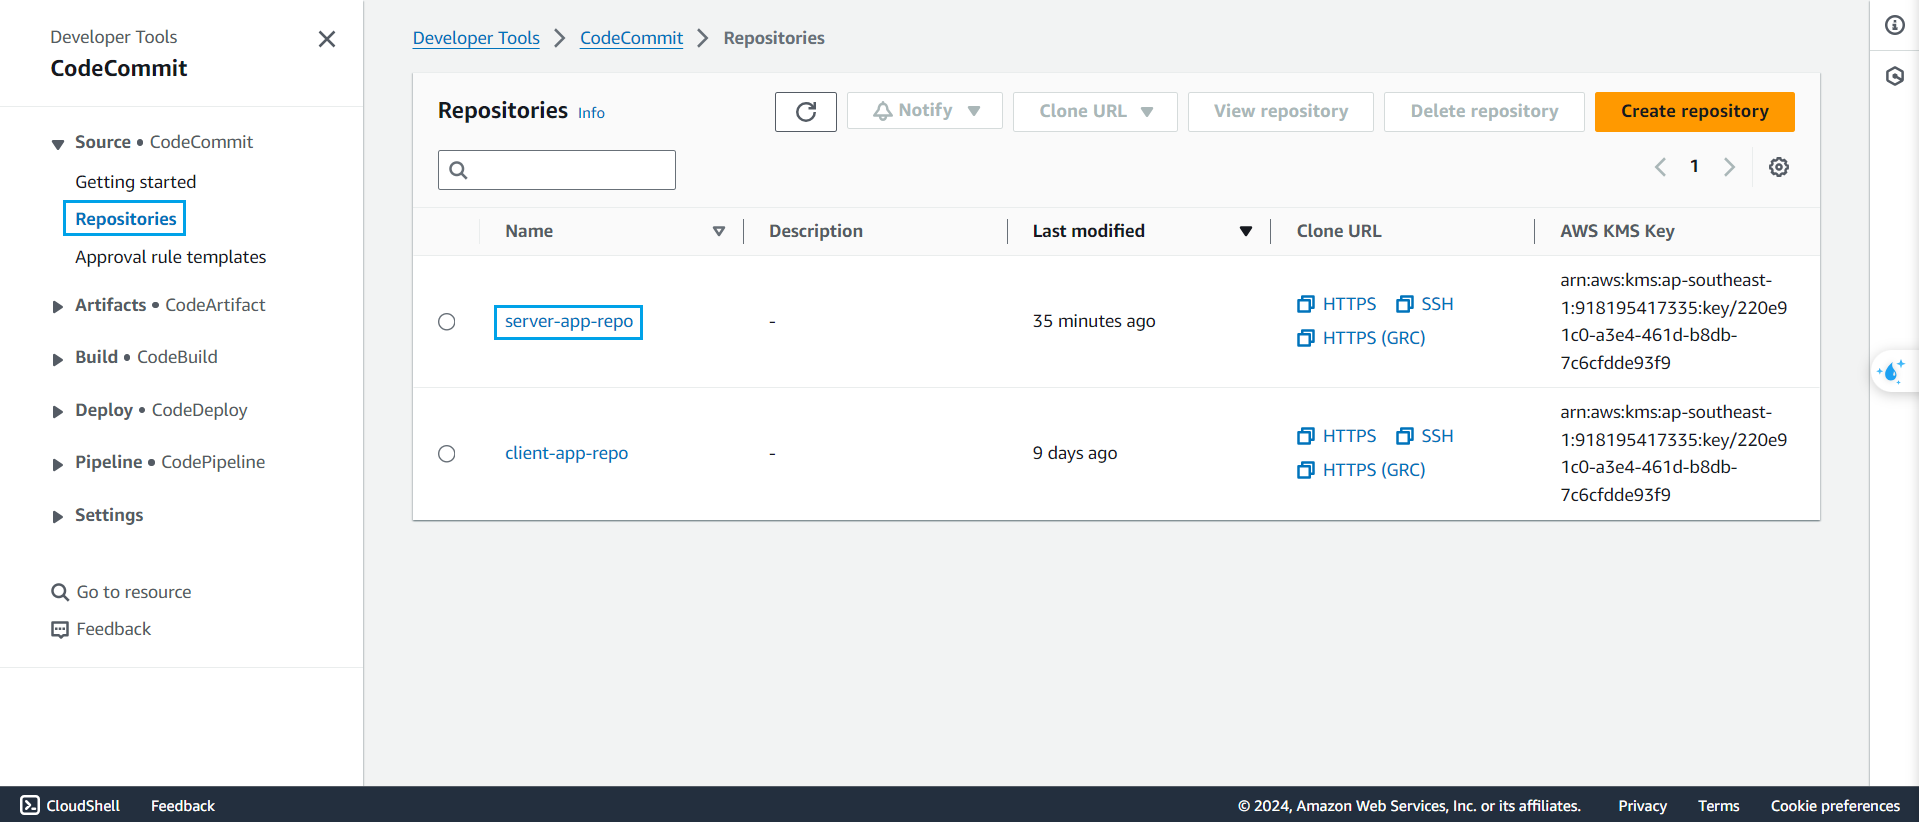 Developer Tools
CodeCommit
Source • CodeCommit
Getting started
Repositories
Approval rule templates
Artifacts • CodeArtifact
Build • CodeBuild
Deploy • CodeDeploy
Pipeline • CodePipeline
Settings
Go to resource
Feedback
Developer Tools > CodeCommit > Repositories
Repositories Info
Notify
Clone URL
View repository
Delete repository
Create repository
1
Name Description Last modified Clone URL AWS KMS Key
server-app-repo
-
35 minutes ago
HTTPS SSH
HTTPS (GRC)
arn:aws:kms:ap-southeast-
1:918195417335:key/220e9
1c0-a3e4-461d-b8db-
7c6cfdde93f9
client-app-repo
-
9 days ago
HTTPS SSH
HTTPS (GRC)
arn:aws:kms:ap-southeast-
1:918195417335:key/220e9
1c0-a3e4-461d-b8db-
7c6cfdde93f9
CloudShell Feedback © 2024, Amazon Web Services, Inc. or its affiliates. Privacy Terms Cookie preferences